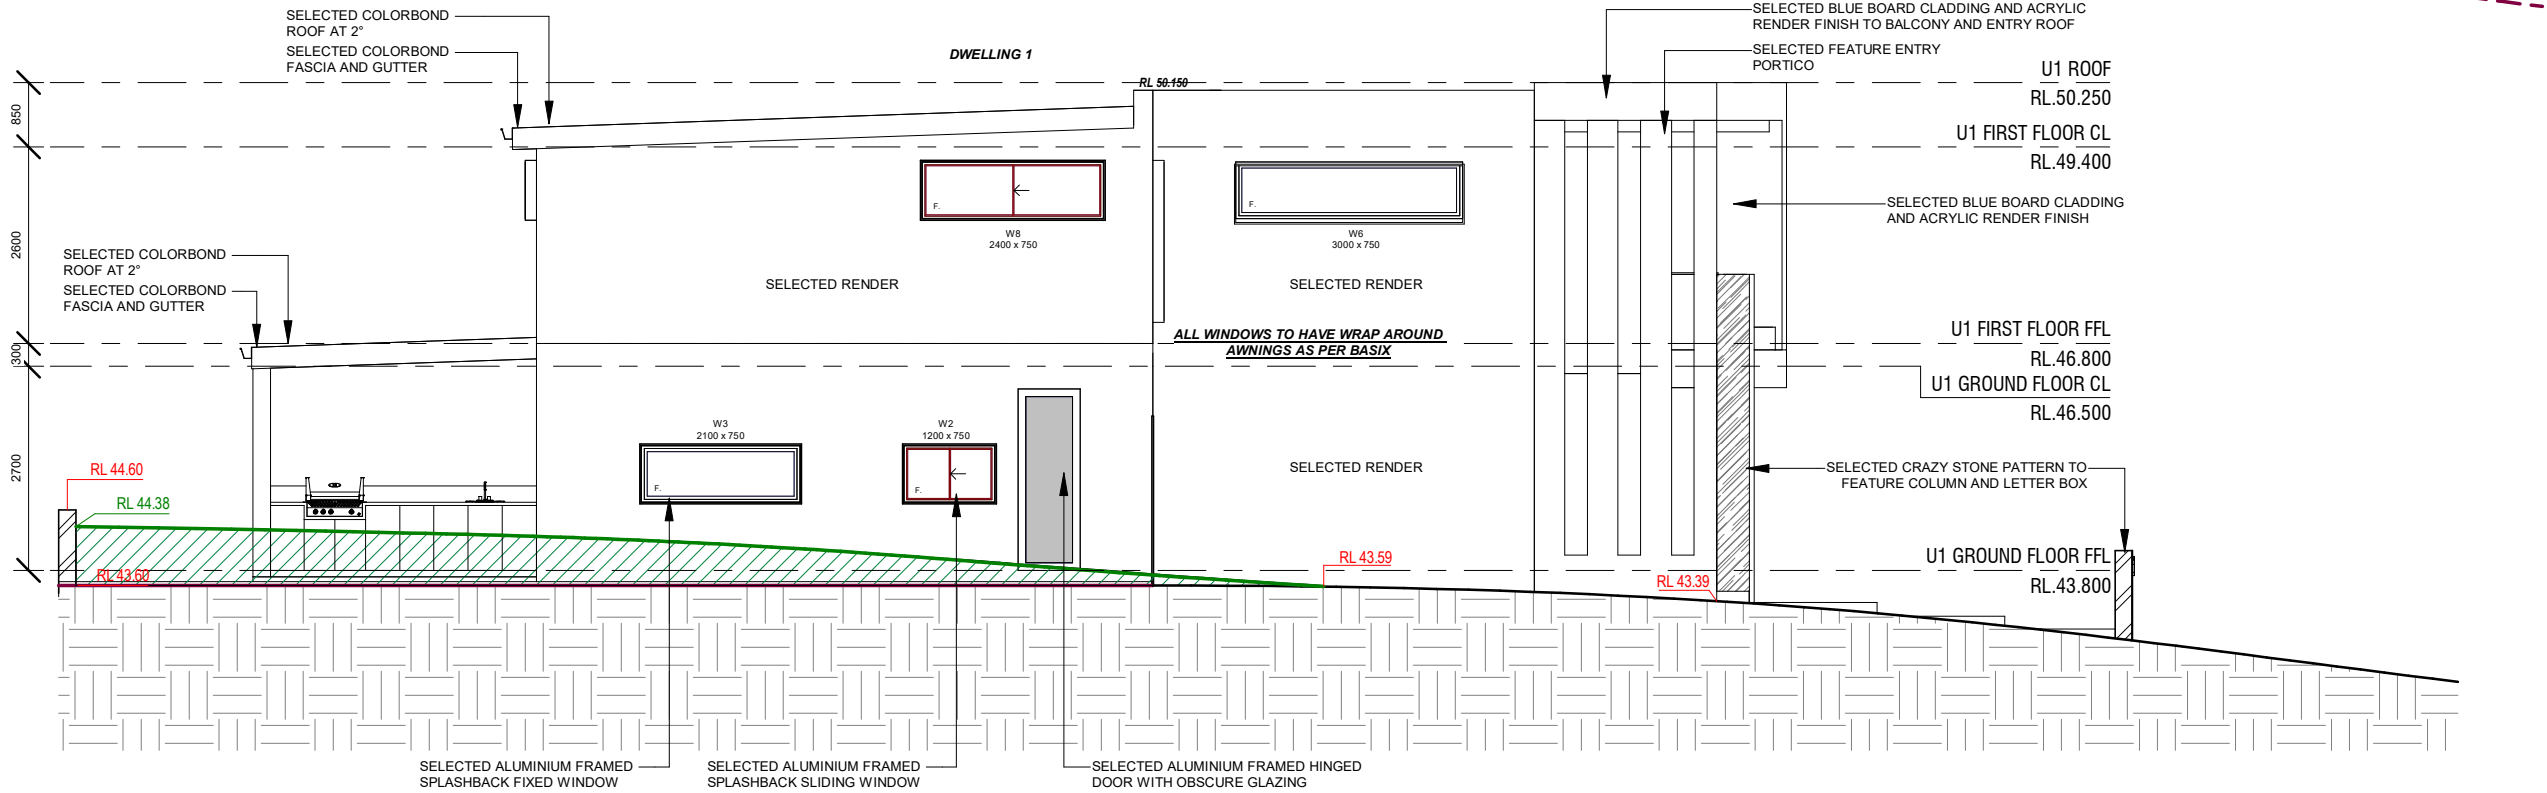 SELECTED COLORBOND
ROOF AT 2°
SELECTED COLORBOND
FASCIA AND GUTTER
DWELLING 1
RL 50.150
SELECTED BLUE BOARD CLADDING AND ACRYLIC
RENDER FINISH TO BALCONY AND ENTRY ROOF
SELECTED FEATURE ENTRY
PORTICO
U1 ROOF
RL.50.250
U1 FIRST FLOOR CL
RL.49.400
850
2600
300
2700
F.
W8
2400 x 750
F.
W6
3000 x 750
SELECTED BLUE BOARD CLADDING
AND ACRYLIC RENDER FINISH
SELECTED COLORBOND
ROOF AT 2°
SELECTED COLORBOND
FASCIA AND GUTTER
SELECTED RENDER
SELECTED RENDER
ALL WINDOWS TO HAVE WRAP AROUND
AWNINGS AS PER BASIX
U1 FIRST FLOOR FFL
RL.46.800
U1 GROUND FLOOR CL
RL.46.500
W3
2100 x 750
F.
W2
1200 x 750
F.
SELECTED RENDER
SELECTED CRAZY STONE PATTERN TO
FEATURE COLUMN AND LETTER BOX
RL 44.60
RL 44.38
RL 43.60
RL 43.59
RL 43.39
U1 GROUND FLOOR FFL
RL.43.800
SELECTED ALUMINIUM FRAMED
SPLASHBACK FIXED WINDOW
SELECTED ALUMINIUM FRAMED
SPLASHBACK SLIDING WINDOW
SELECTED ALUMINIUM FRAMED HINGED
DOOR WITH OBSCURE GLAZING